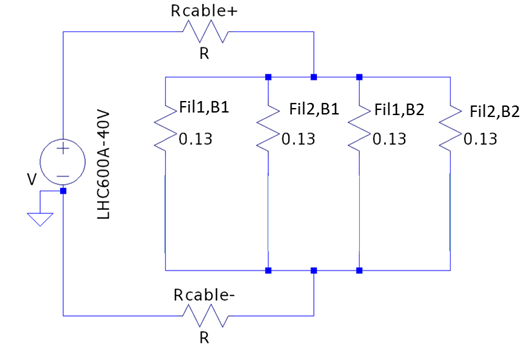 Rcable+
R
Fil1,B1
0.13
Fil2,B1
0.13
Fil1,B2
0.13
Fil2,B2
0.13
V
LHC600A-40V
Rcable-
R